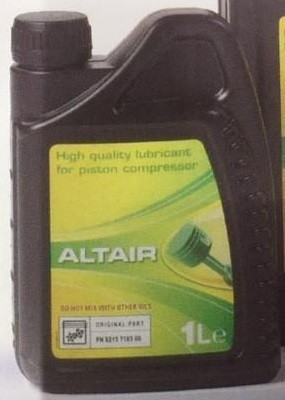 High quality lubricant
for piston compressor
ALTAIR
DO NOT MIX WITH OTHER OILS
ORIGINAL PART
1Le